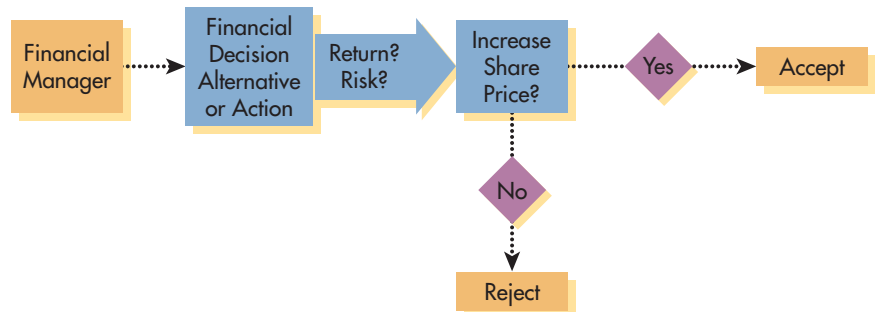 Financial
Manager
Financial
Decision
Alternative
or Action
Return?
Risk?
Increase
Share
Price?
Yes
Accept
No
Reject